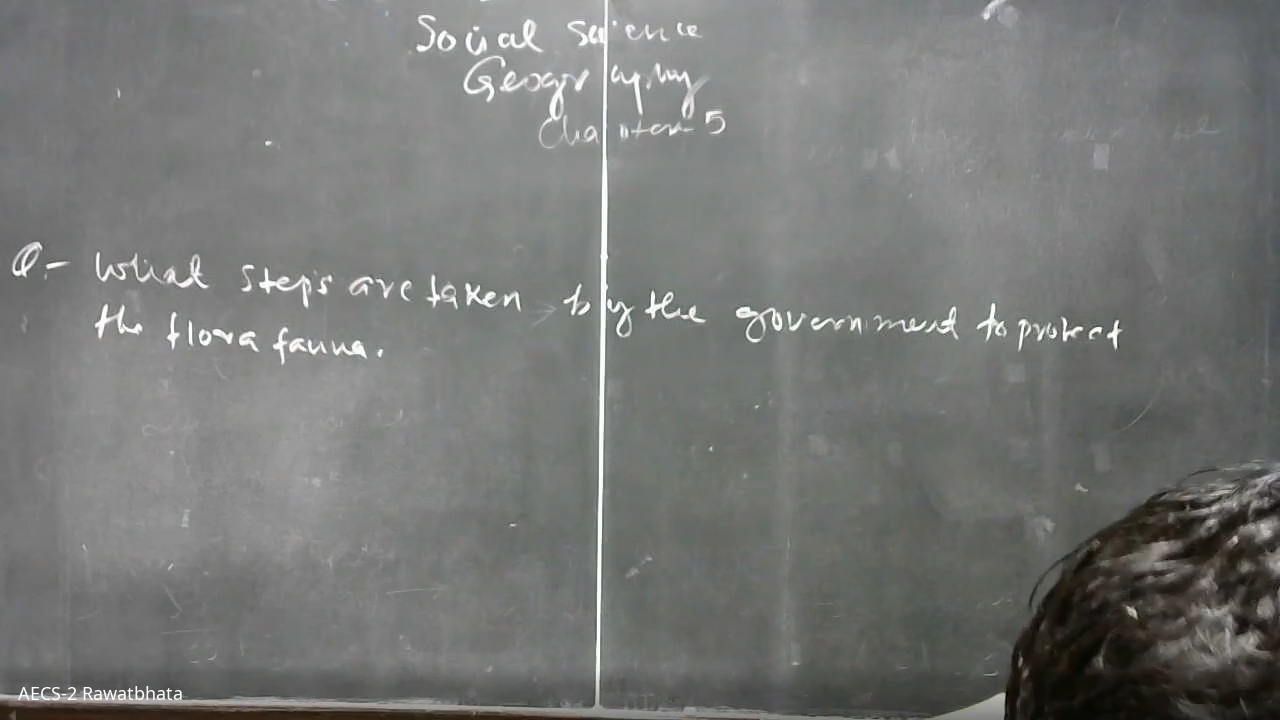 Social Science
Geography
Chapter 5
Q.- What steps are taken by the government to protect
the flora fauna.
AECS-2 Rawatbhata